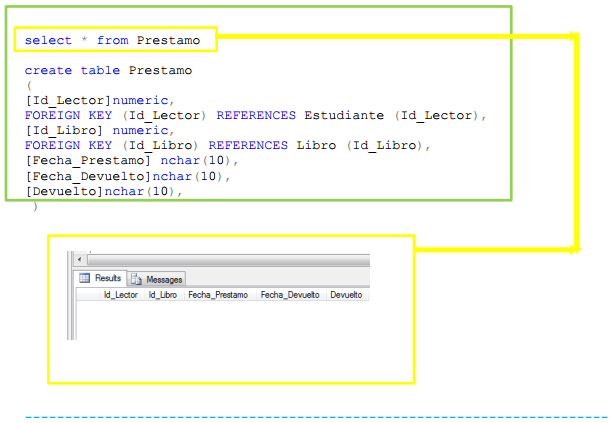 select * from Prestamo
create table Prestamo
(
[Id_Lector]numeric,
FOREIGN KEY (Id_Lector) REFERENCES Estudiante (Id_Lector),
[Id_Libro] numeric,
FOREIGN KEY (Id_Libro) REFERENCES Libro (Id_Libro),
[Fecha_Prestamo] nchar(10),
[Fecha_Devuelto]nchar(10),
[Devuelto]nchar(10),
)
Results Messages
Id_Lector Id_Libro Fecha_Prestamo Fecha_Devuelto Devuelto